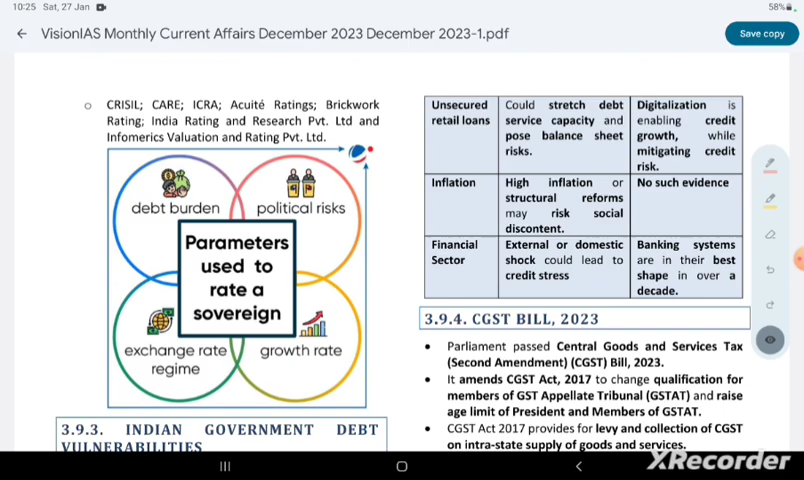 10:25 Sat, 27 Jan
58%
VisionIAS Monthly Current Affairs December 2023 December 2023-1.pdf
Save copy
CRISIL; CARE; ICRA; Acuité Ratings; Brickwork
Rating; India Rating and Research Pvt. Ltd and
Infomerics Valuation and Rating Pvt. Ltd.
debt burden
political risks
Parameters
used to
rate a
sovereign
exchange rate
regime
growth rate
3.9.3. INDIAN GOVERNMENT DEBT
VULNERABILITIES
Unsecured
retail loans
Could stretch debt
service capacity and
pose balance sheet
risks.
Digitalization is
enabling credit
growth, while
mitigating credit
risk.
Inflation
High inflation or
structural reforms
may risk social
discontent.
No such evidence
Financial
Sector
External or domestic
shock could lead to
credit stress
Banking systems
are in their best
shape in over a
decade.
3.9.4. CGST BILL, 2023
• Parliament passed Central Goods and Services Tax
(Second Amendment) (CGST) Bill, 2023.
• It amends CGST Act, 2017 to change qualification for
members of GST Appellate Tribunal (GSTAT) and raise
age limit of President and Members of GSTAT.
• CGST Act 2017 provides for levy and collection of CGST
on intra-state supply of goods and services.
XRecorder